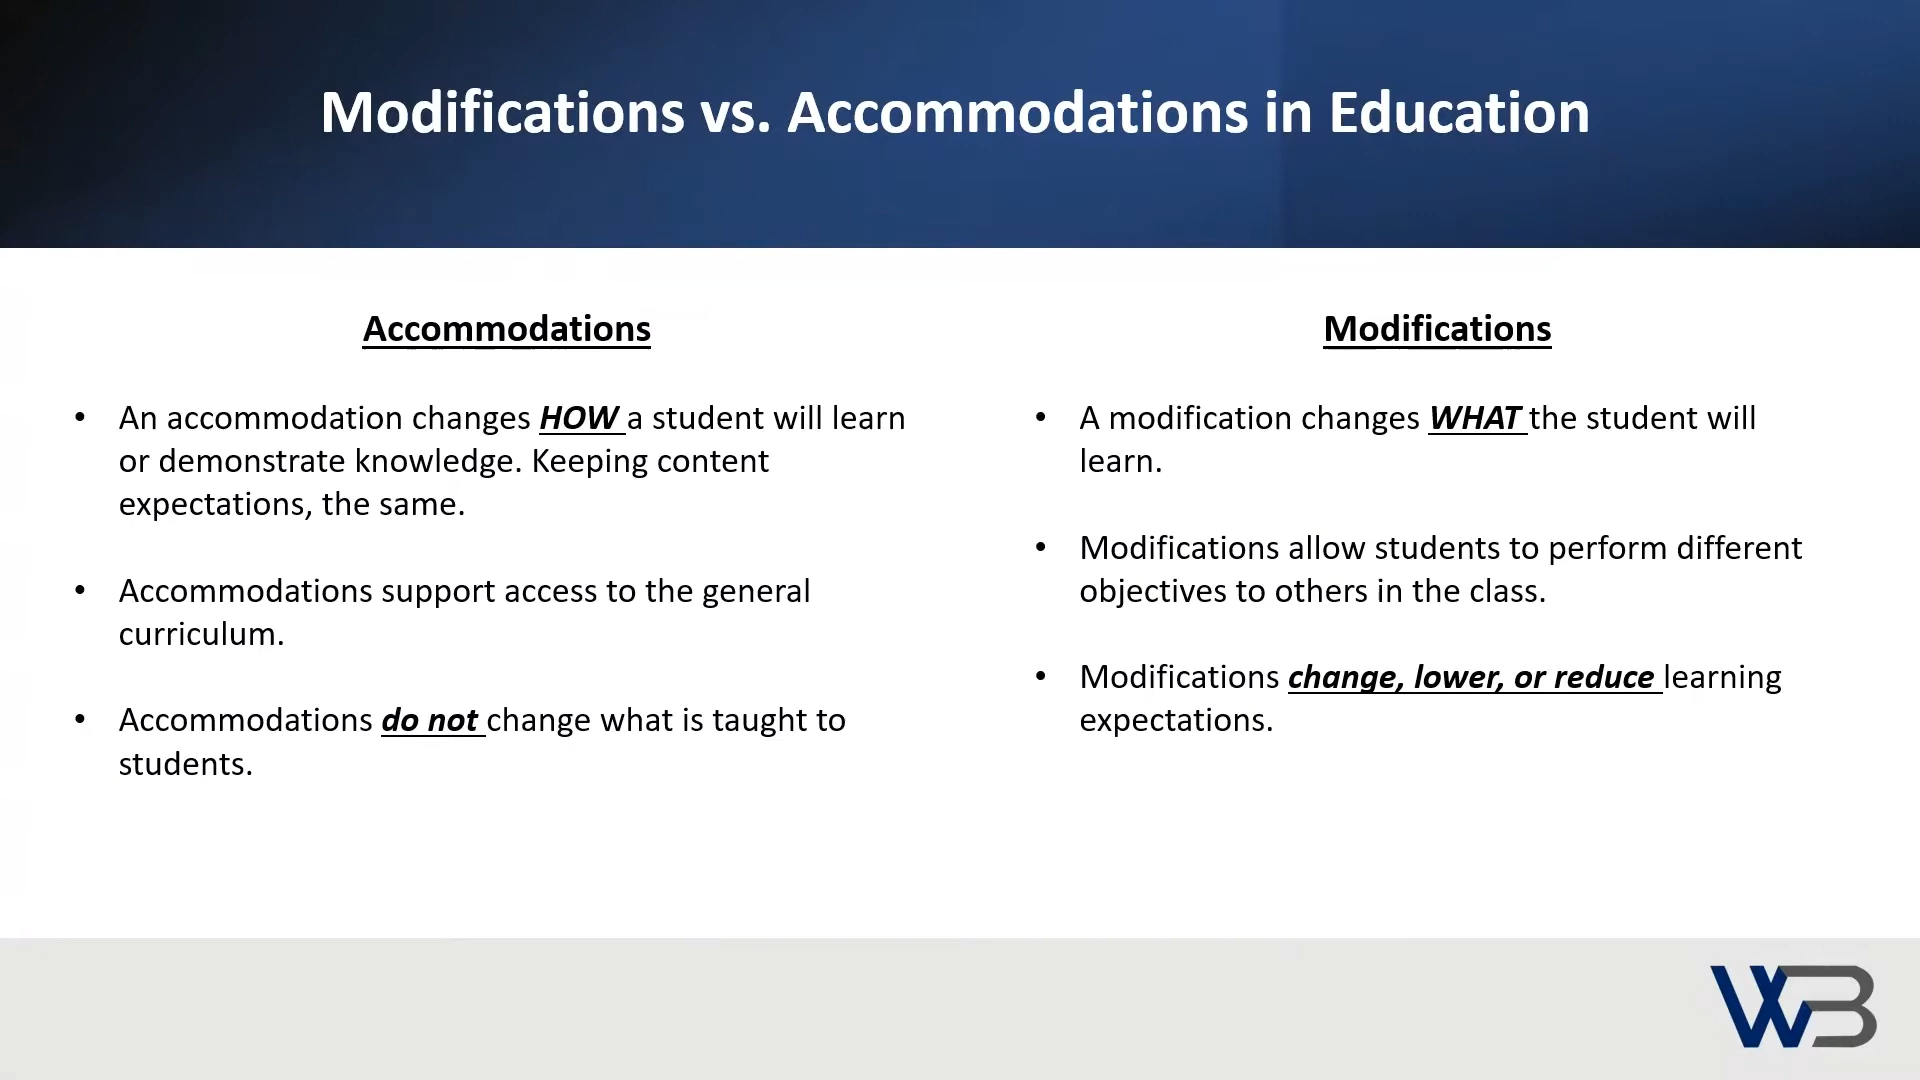 Modifications vs. Accommodations in Education
Accommodations
• An accommodation changes HOW a student will learn
or demonstrate knowledge. Keeping content
expectations, the same.
• Accommodations support access to the general
curriculum.
• Accommodations do not change what is taught to
students.
Modifications
• A modification changes WHAT the student will
learn.
• Modifications allow students to perform different
objectives to others in the class.
• Modifications change, lower, or reduce learning
expectations.
WB